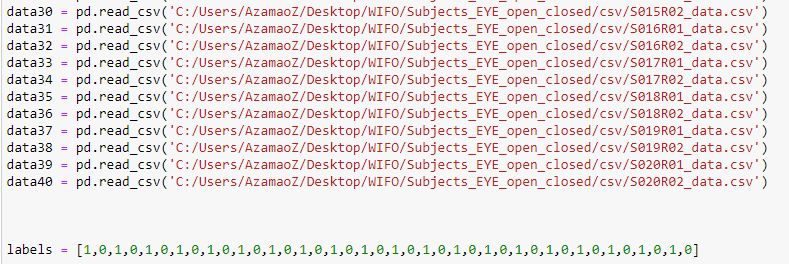 data30 = pd.read_csv('C:/Users/AzamaoZ/Desktop/WIFO/Subjects_EYE_open_closed/csv/S015R02_data.csv')
data31 = pd.read_csv('C:/Users/AzamaoZ/Desktop/WIFO/Subjects_EYE_open_closed/csv/S016R01_data.csv')
data32 = pd.read_csv('C:/Users/AzamaoZ/Desktop/WIFO/Subjects_EYE_open_closed/csv/S016R02_data.csv')
data33 = pd.read_csv('C:/Users/AzamaoZ/Desktop/WIFO/Subjects_EYE_open_closed/csv/S017R01_data.csv')
data34 = pd.read_csv('C:/Users/AzamaoZ/Desktop/WIFO/Subjects_EYE_open_closed/csv/S017R02_data.csv')
data35 = pd.read_csv('C:/Users/AzamaoZ/Desktop/WIFO/Subjects_EYE_open_closed/csv/S018R01_data.csv')
data36 = pd.read_csv('C:/Users/AzamaoZ/Desktop/WIFO/Subjects_EYE_open_closed/csv/S018R02_data.csv')
data37 = pd.read_csv('C:/Users/AzamaoZ/Desktop/WIFO/Subjects_EYE_open_closed/csv/S019R01_data.csv')
data38 = pd.read_csv('C:/Users/AzamaoZ/Desktop/WIFO/Subjects_EYE_open_closed/csv/S019R02_data.csv')
data39 = pd.read_csv('C:/Users/AzamaoZ/Desktop/WIFO/Subjects_EYE_open_closed/csv/S020R01_data.csv')
data40 = pd.read_csv('C:/Users/AzamaoZ/Desktop/WIFO/Subjects_EYE_open_closed/csv/S020R02_data.csv')
labels = [1,0,1,0,1,0,1,0,1,0,1,0,1,0,1,0,1,0,1,0,1,0,1,0,1,0,1,0,1,0,1,0,1,0,1,0,1,0,1,0]